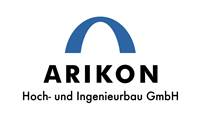 ARIKON
Hoch- und Ingenieurbau GmbH